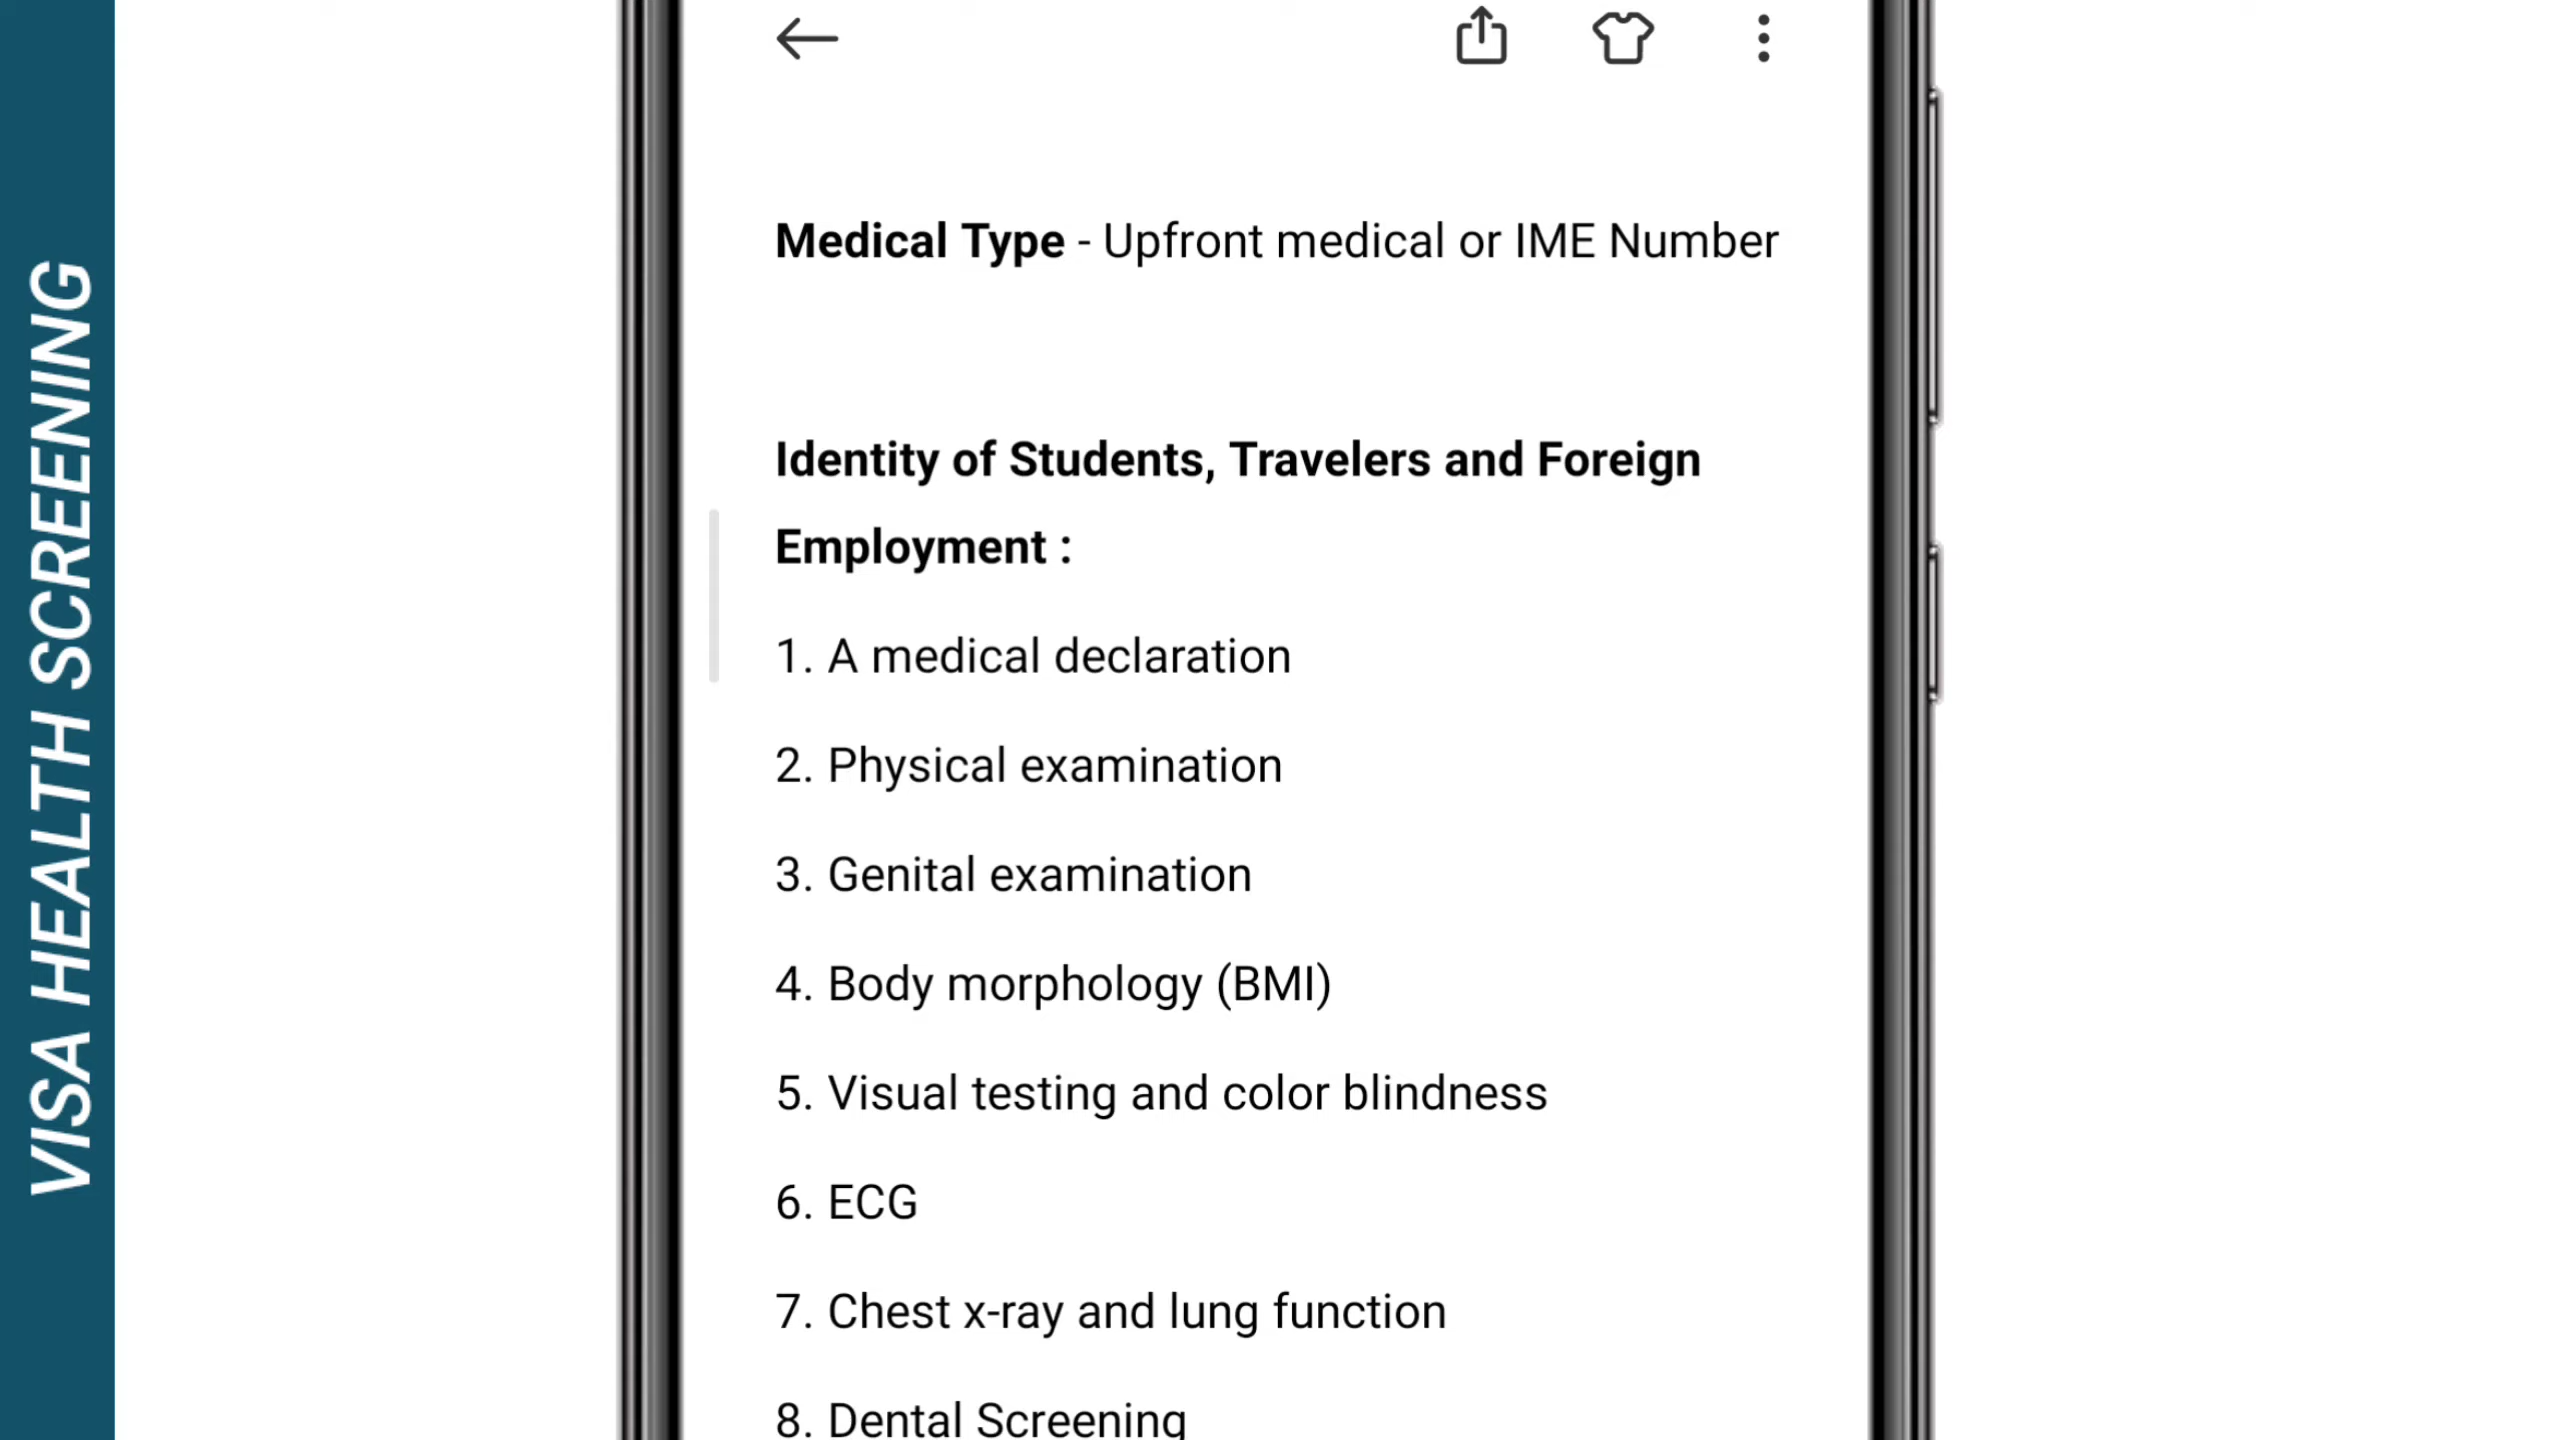 VISA HEALTH SCREENING
Medical Type - Upfront medical or IME Number
Identity of Students, Travelers and Foreign
Employment :
1. A medical declaration
2. Physical examination
3. Genital examination
4. Body morphology (BMI)
5. Visual testing and color blindness
6. ECG
7. Chest x-ray and lung function
8. Dental Screening